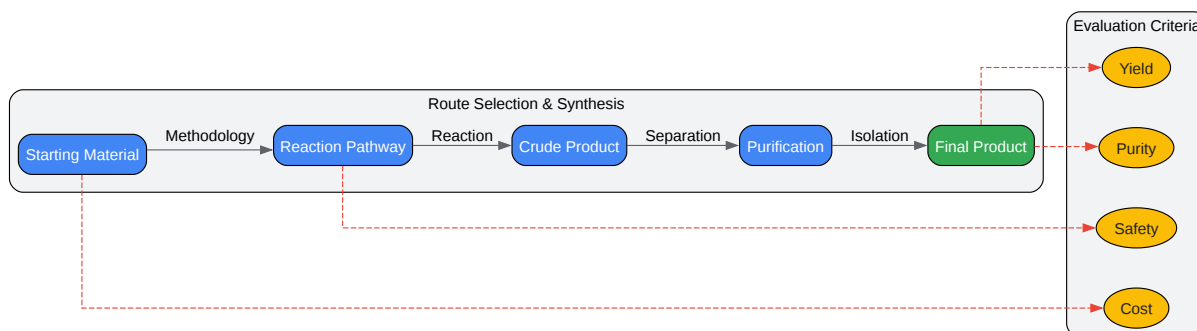 Evaluation Criteria
Yield
Route Selection & Synthesis
Starting Material
Methodology
Reaction Pathway
Reaction
Crude Product
Separation
Purification
Isolation
Final Product
Purity
Safety
Cost